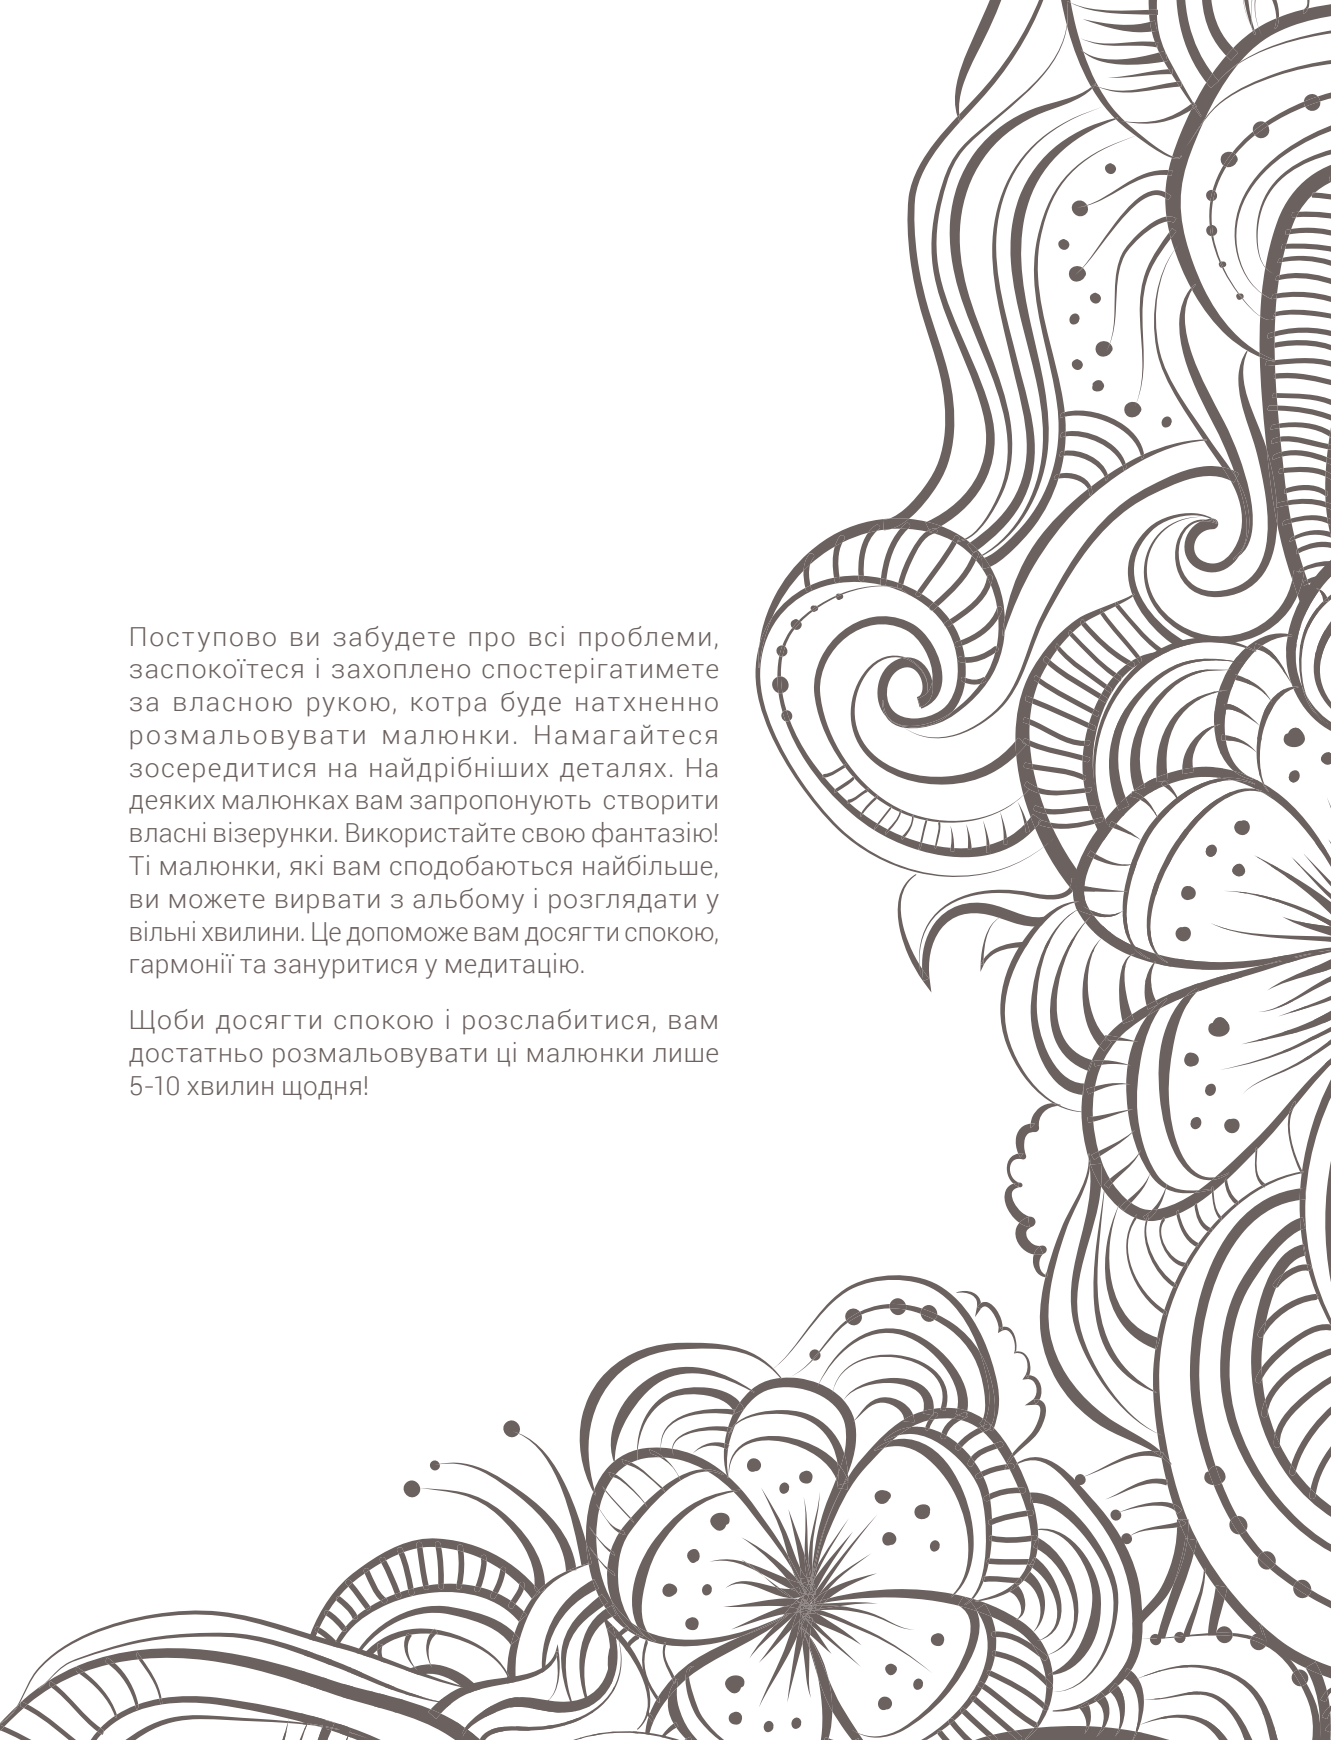 Поступово ви забудете про всі проблеми,
заспокоїтеся і захоплено спостерігатимете
за власною рукою, котра буде натхненно
розмальовувати малюнки. Намагайтеся
зосередитися на найдрібніших деталях. На
деяких малюнках вам запропонують створити
власні візерунки. Використайте свою фантазію!
Ті малюнки, які вам сподобаються найбільше,
ви можете вирвати з альбому і розглядати у
вільні хвилини. Це допоможе вам досягти спокою,
гармонії та зануритися у медитацію.
Щоби досягти спокою і розслабитися, вам
достатньо розмальовувати ці малюнки лише
5-10 хвилин щодня!